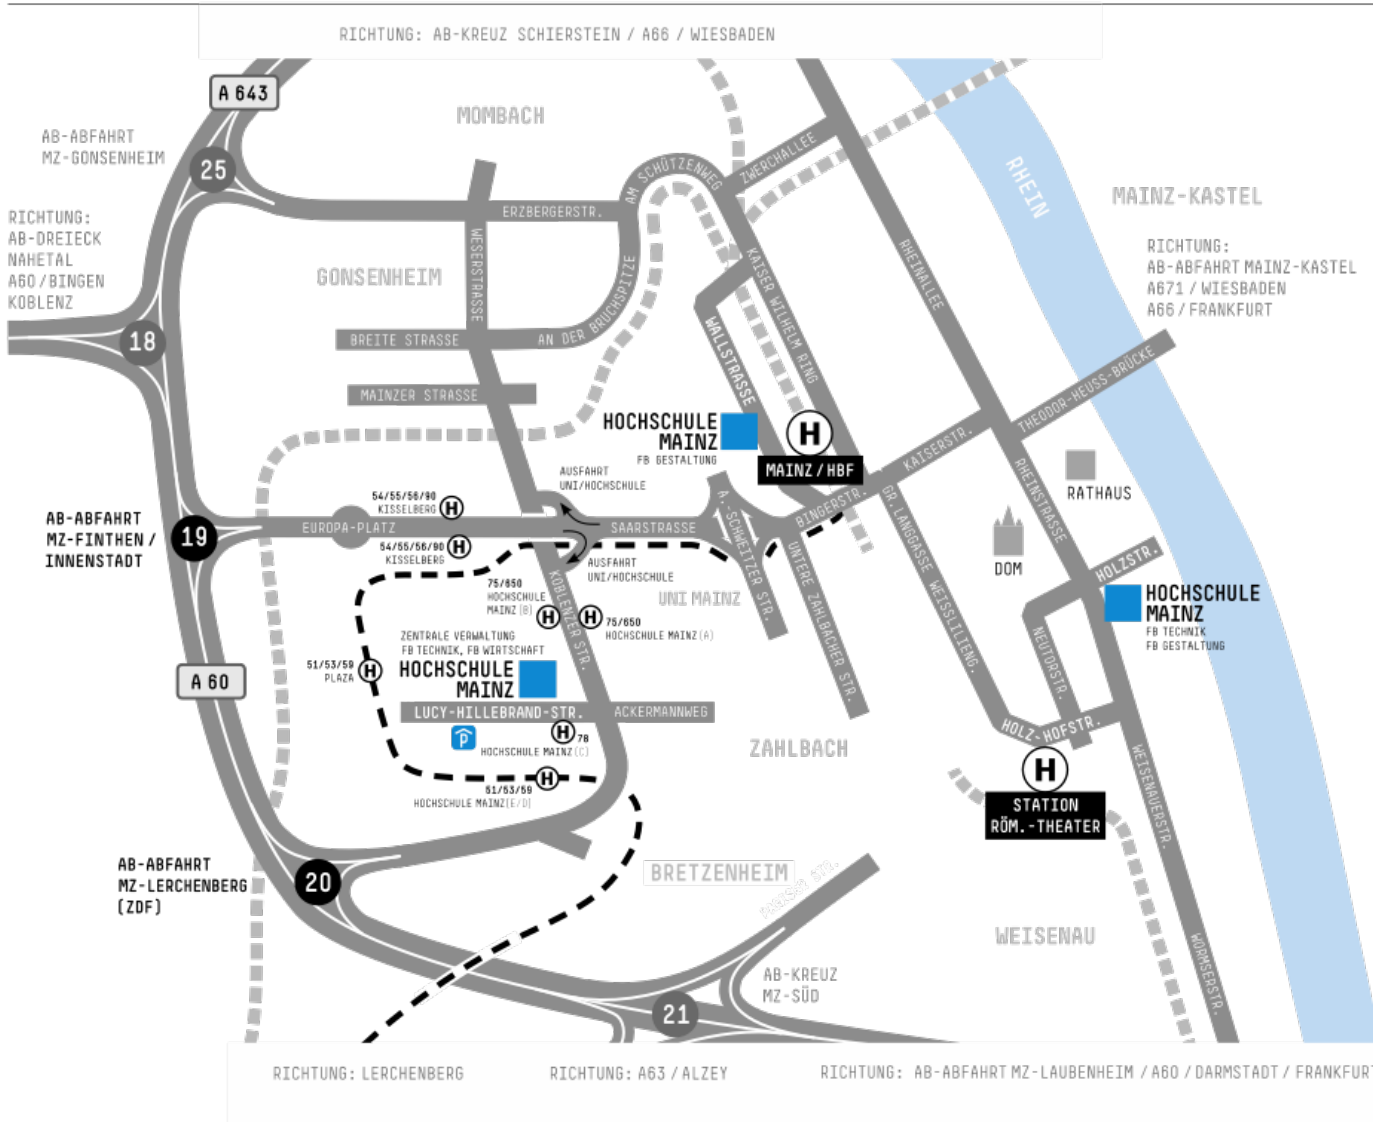 RICHTUNG: AB-KREUZ SCHIERSTEIN / A66 / WIESBADEN
A 643
MOMBACH
AB-ABFAHRT
MZ-GONSENHEIM
25
ZWERCHALLEE
AM SCHÜTZENWEG
RHEIN
MAINZ-KASTEL
RICHTUNG:
AB-DREIECK
NAHETAL
A60/BINGEN
KOBLENZ
ERZBERGERSTR.
WESERSTRASSE
GONSENHEIM
KAISER WILHELM RING
RHEINALLEE
RICHTUNG:
AB-ABFAHRT MAINZ-KASTEL
A671 / WIESBADEN
A66 / FRANKFURT
18
BREITE STRASSE
AN DER BRUCHSPITZE
WALLSTRASSE
MAINZER STRASSE
THEODOR-HEUSS-BRÜCKE
HOCHSCHULE
MAINZ
FB GESTALTUNG
H
MAINZ / HBF
KAISERSTR.
RHEINSTRASSE
RATHAUS
AUSFAHRT
UNI/HOCHSCHULE
54/55/56/90
KISSELBERG
H
AB-ABFAHRT
MZ-FINTHEN /
INNENSTADT
19
EUROPA-PLATZ
SAARSTRASSE
A.-SCHWEITZER STR.
BINGERSTR.
GR. LANGGASSE
WEISSLILIENG.
54/55/56/90
KISSELBERG
H
AUSFAHRT
UNI/HOCHSCHULE
UNTERE ZAHLBACHER STR.
DOM
HOLZSTR.
75/650
HOCHSCHULE
MAINZ (B)
H
KOBLENZER STR.
H
75/650
HOCHSCHULE MAINZ (A)
UNI MAINZ
HOCHSCHULE
MAINZ
FB TECHNIK
FB GESTALTUNG
NEUTORSTR.
ZENTRALE VERWALTUNG
FB TECHNIK, FB WIRTSCHAFT
HOCHSCHULE
MAINZ
51/53/59
PLAZA
H
A 60
LUCY-HILLEBRAND-STR.
ACKERMANNWEG
P
H
78
HOCHSCHULE MAINZ (C)
ZAHLBACH
HOLZ-HOFSTR.
H
STATION
RÖM.-THEATER
WEISENAUERSTR.
H
51/53/59
HOCHSCHULE MAINZ (E/D)
AB-ABFAHRT
MZ-LERCHENBERG
(ZDF)
20
BRETZENHEIM
PARISER STR.
WEISENAU
WORMSERSTR.
AB-KREUZ
MZ-SÜD
21
RICHTUNG: LERCHENBERG
RICHTUNG: A63 / ALZEY
RICHTUNG: AB-ABFAHRT MZ-LAUBENHEIM / A60 / DARMSTADT / FRANKFURT